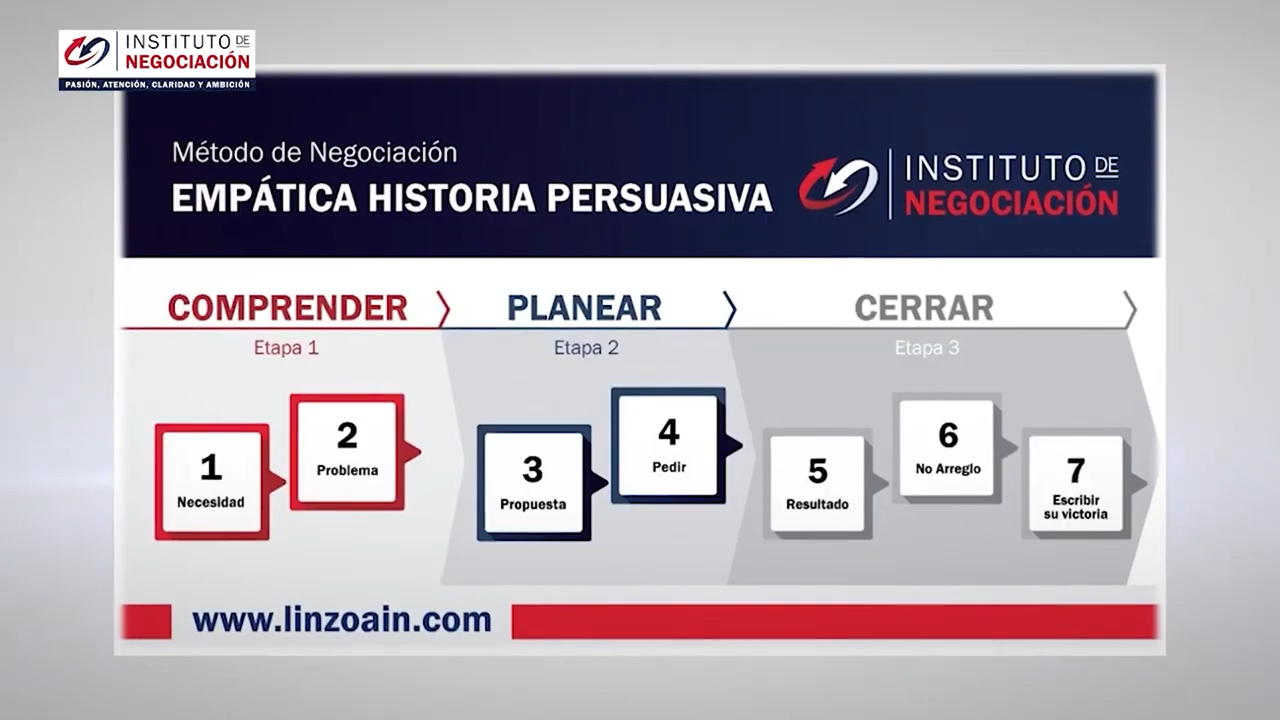 INSTITUTO DE
NEGOCIACIÓN
PASIÓN, ATENCIÓN, CLARIDAD Y AMBICIÓN
Método de Negociación
EMPÁTICA HISTORIA PERSUASIVA
INSTITUTO DE
NEGOCIACIÓN
COMPRENDER
PLANEAR
CERRAR
Etapa 1
Etapa 2
Etapa 3
1
Necesidad
2
Problema
3
Propuesta
4
Pedir
5
Resultado
6
No Arreglo
7
Escribir
su victoria
www.linzoain.com